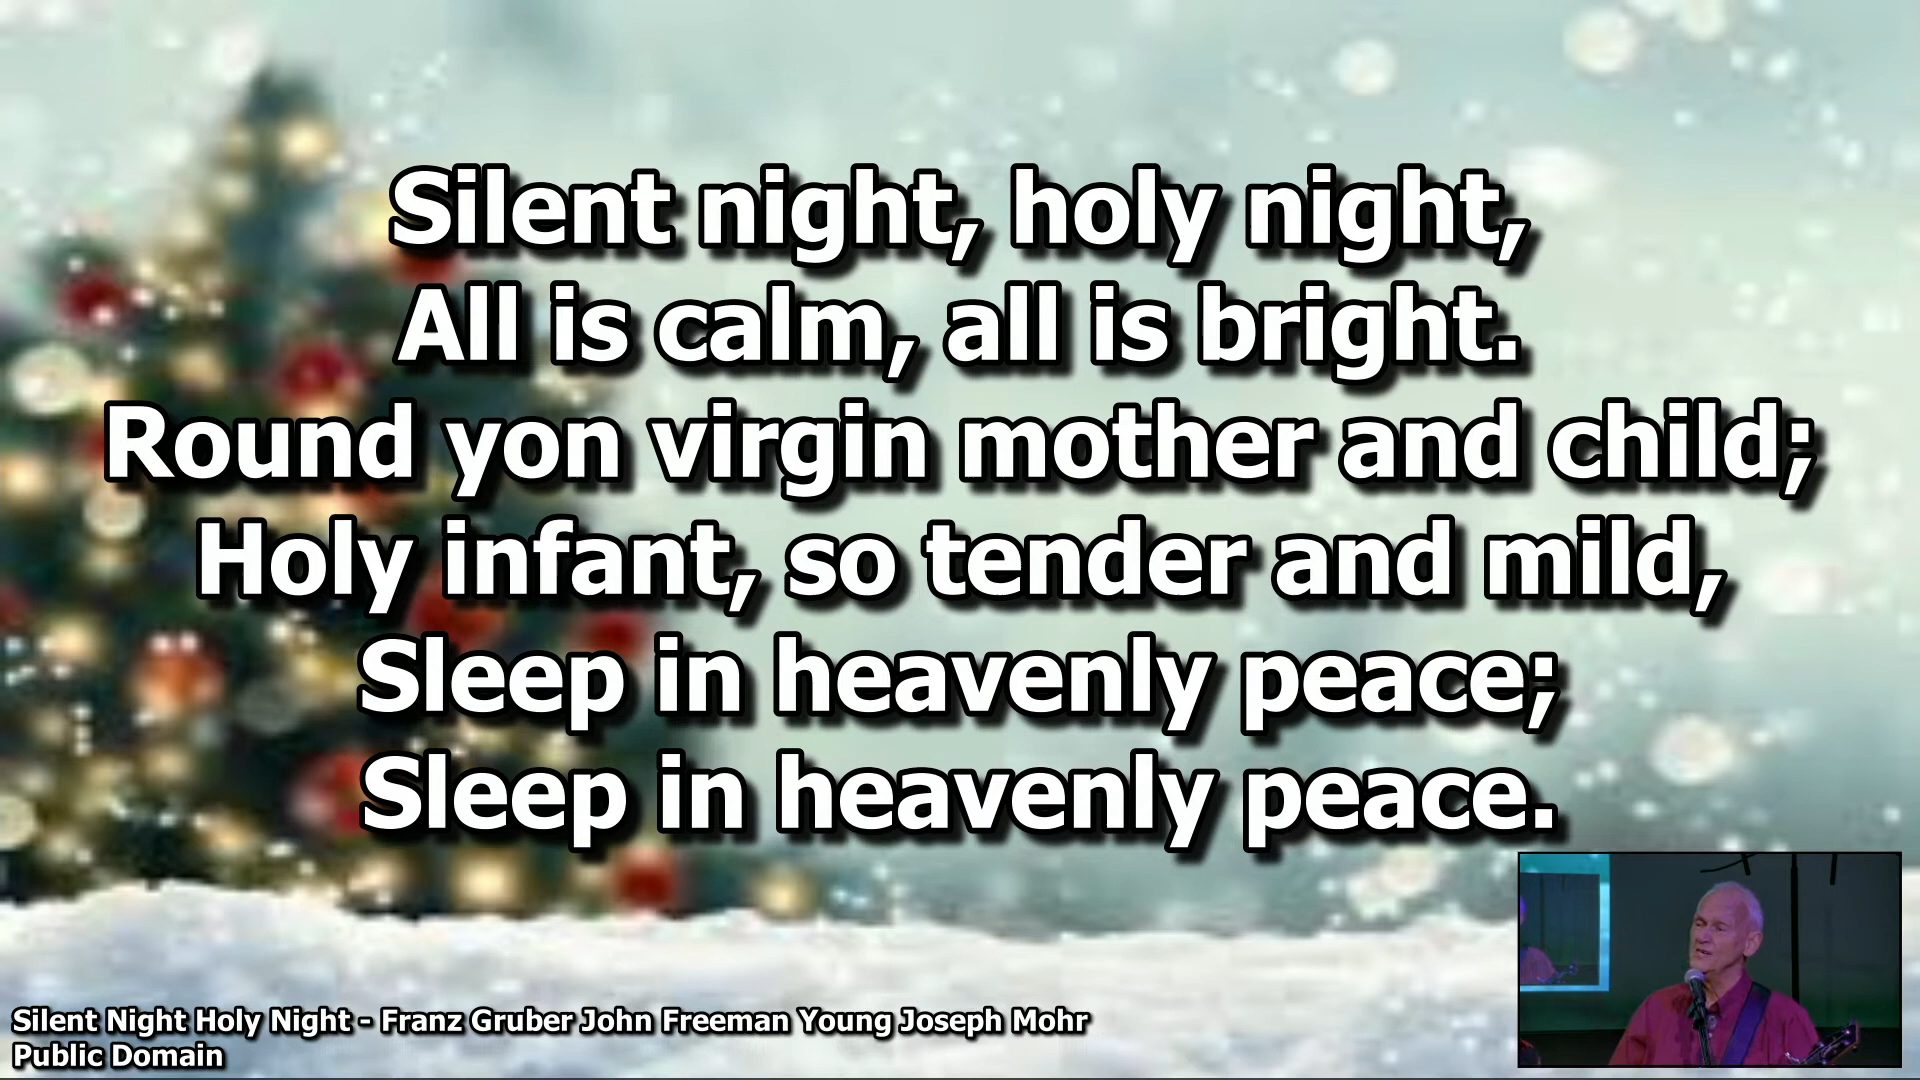 Silent night, holy night,
All is calm, all is bright.
Round yon virgin mother and child;
Holy infant, so tender and mild,
Sleep in heavenly peace;
Sleep in heavenly peace.
Silent Night Holy Night - Franz Gruber John Freeman Young Joseph Mohr
Public Domain